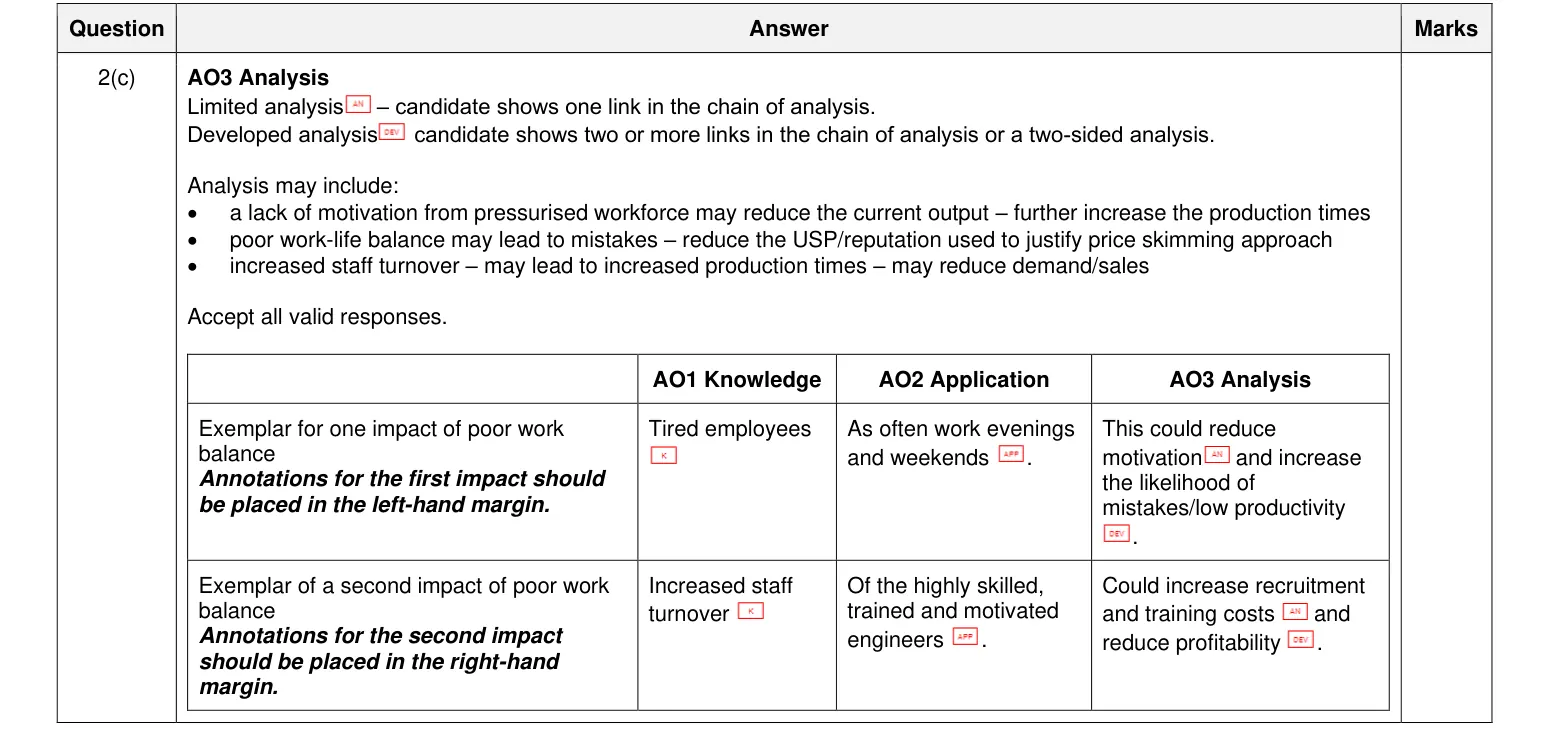 Question Answer Marks
2(c) AO3 Analysis
Limited analysis AN – candidate shows one link in the chain of analysis.
Developed analysis DEV candidate shows two or more links in the chain of analysis or a two-sided analysis.
Analysis may include:
• a lack of motivation from pressurised workforce may reduce the current output – further increase the production times
• poor work-life balance may lead to mistakes – reduce the USP/reputation used to justify price skimming approach
• increased staff turnover – may lead to increased production times – may reduce demand/sales
Accept all valid responses.
AO1 Knowledge AO2 Application AO3 Analysis
Exemplar for one impact of poor work
balance
Annotations for the first impact should
be placed in the left-hand margin.
Tired employees
K
As often work evenings
and weekends APP.
This could reduce
motivation AN and increase
the likelihood of
mistakes/low productivity
DEV.
Exemplar of a second impact of poor work
balance
Annotations for the second impact
should be placed in the right-hand
margin.
Increased staff
turnover K
Of the highly skilled,
trained and motivated
engineers APP.
Could increase recruitment
and training costs AN and
reduce profitability DEV.